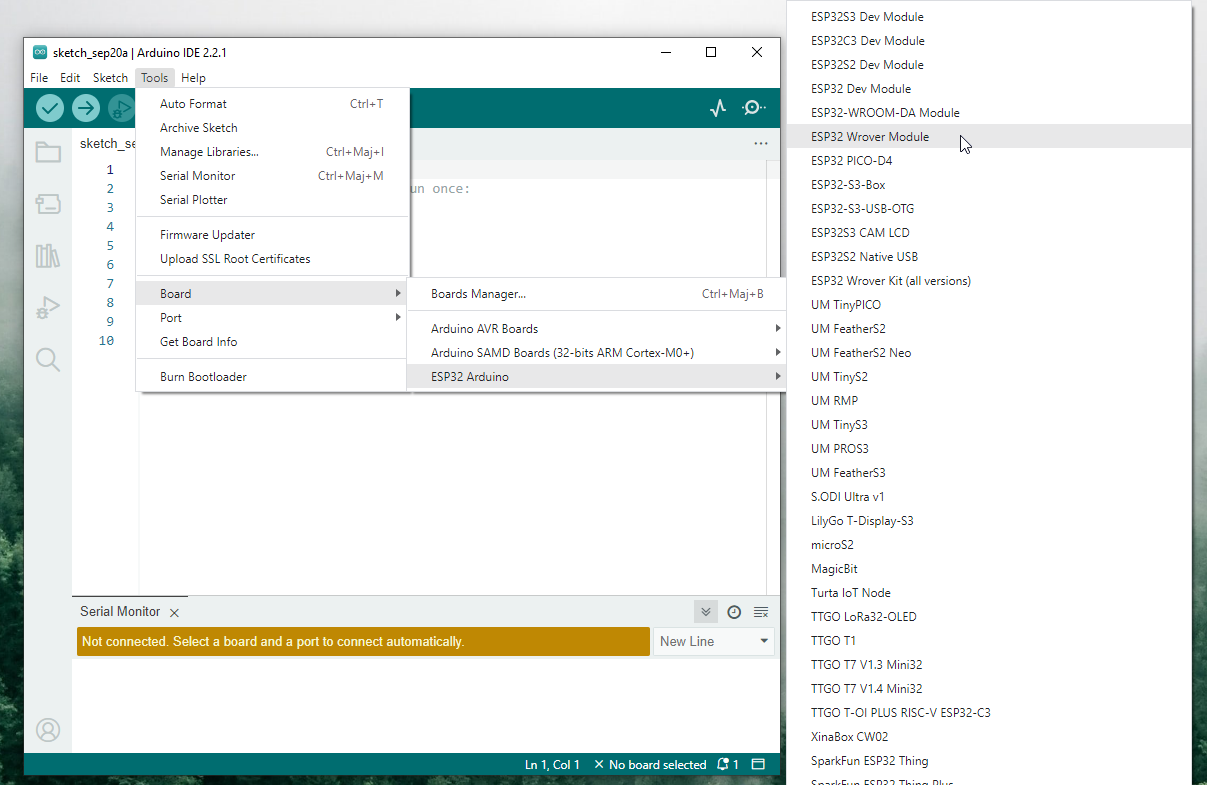 sketch_sep20a | Arduino IDE 2.2.1
File Edit Sketch Tools Help
sketch_se
1
2
3
4
5
6
7
8
9
10
un once:
Auto Format Ctrl+T
Archive Sketch
Manage Libraries... Ctrl+Maj+I
Serial Monitor Ctrl+Maj+M
Serial Plotter
Firmware Updater
Upload SSL Root Certificates
Board
Port
Get Board Info
Burn Bootloader
Boards Manager... Ctrl+Maj+B
Arduino AVR Boards
Arduino SAMD Boards (32-bits ARM Cortex-M0+)
ESP32 Arduino
ESP32S3 Dev Module
ESP32C3 Dev Module
ESP32S2 Dev Module
ESP32 Dev Module
ESP32-WROOM-DA Module
ESP32 Wrover Module
ESP32 PICO-D4
ESP32-S3-Box
ESP32-S3-USB-OTG
ESP32S3 CAM LCD
ESP32S2 Native USB
ESP32 Wrover Kit (all versions)
UM TinyPICO
UM FeatherS2
UM FeatherS2 Neo
UM TinyS2
UM RMP
UM TinyS3
UM PROS3
UM FeatherS3
S.ODI Ultra v1
LilyGo T-Display-S3
microS2
MagicBit
Turta IoT Node
TTGO LoRa32-OLED
TTGO T1
TTGO T7 V1.3 Mini32
TTGO T7 V1.4 Mini32
TTGO T-OI PLUS RISC-V ESP32-C3
XinaBox CW02
SparkFun ESP32 Thing
SparkFun ESP32 Thing Plus
Serial Monitor
Not connected. Select a board and a port to connect automatically.
New Line
Ln 1, Col 1 No board selected 1